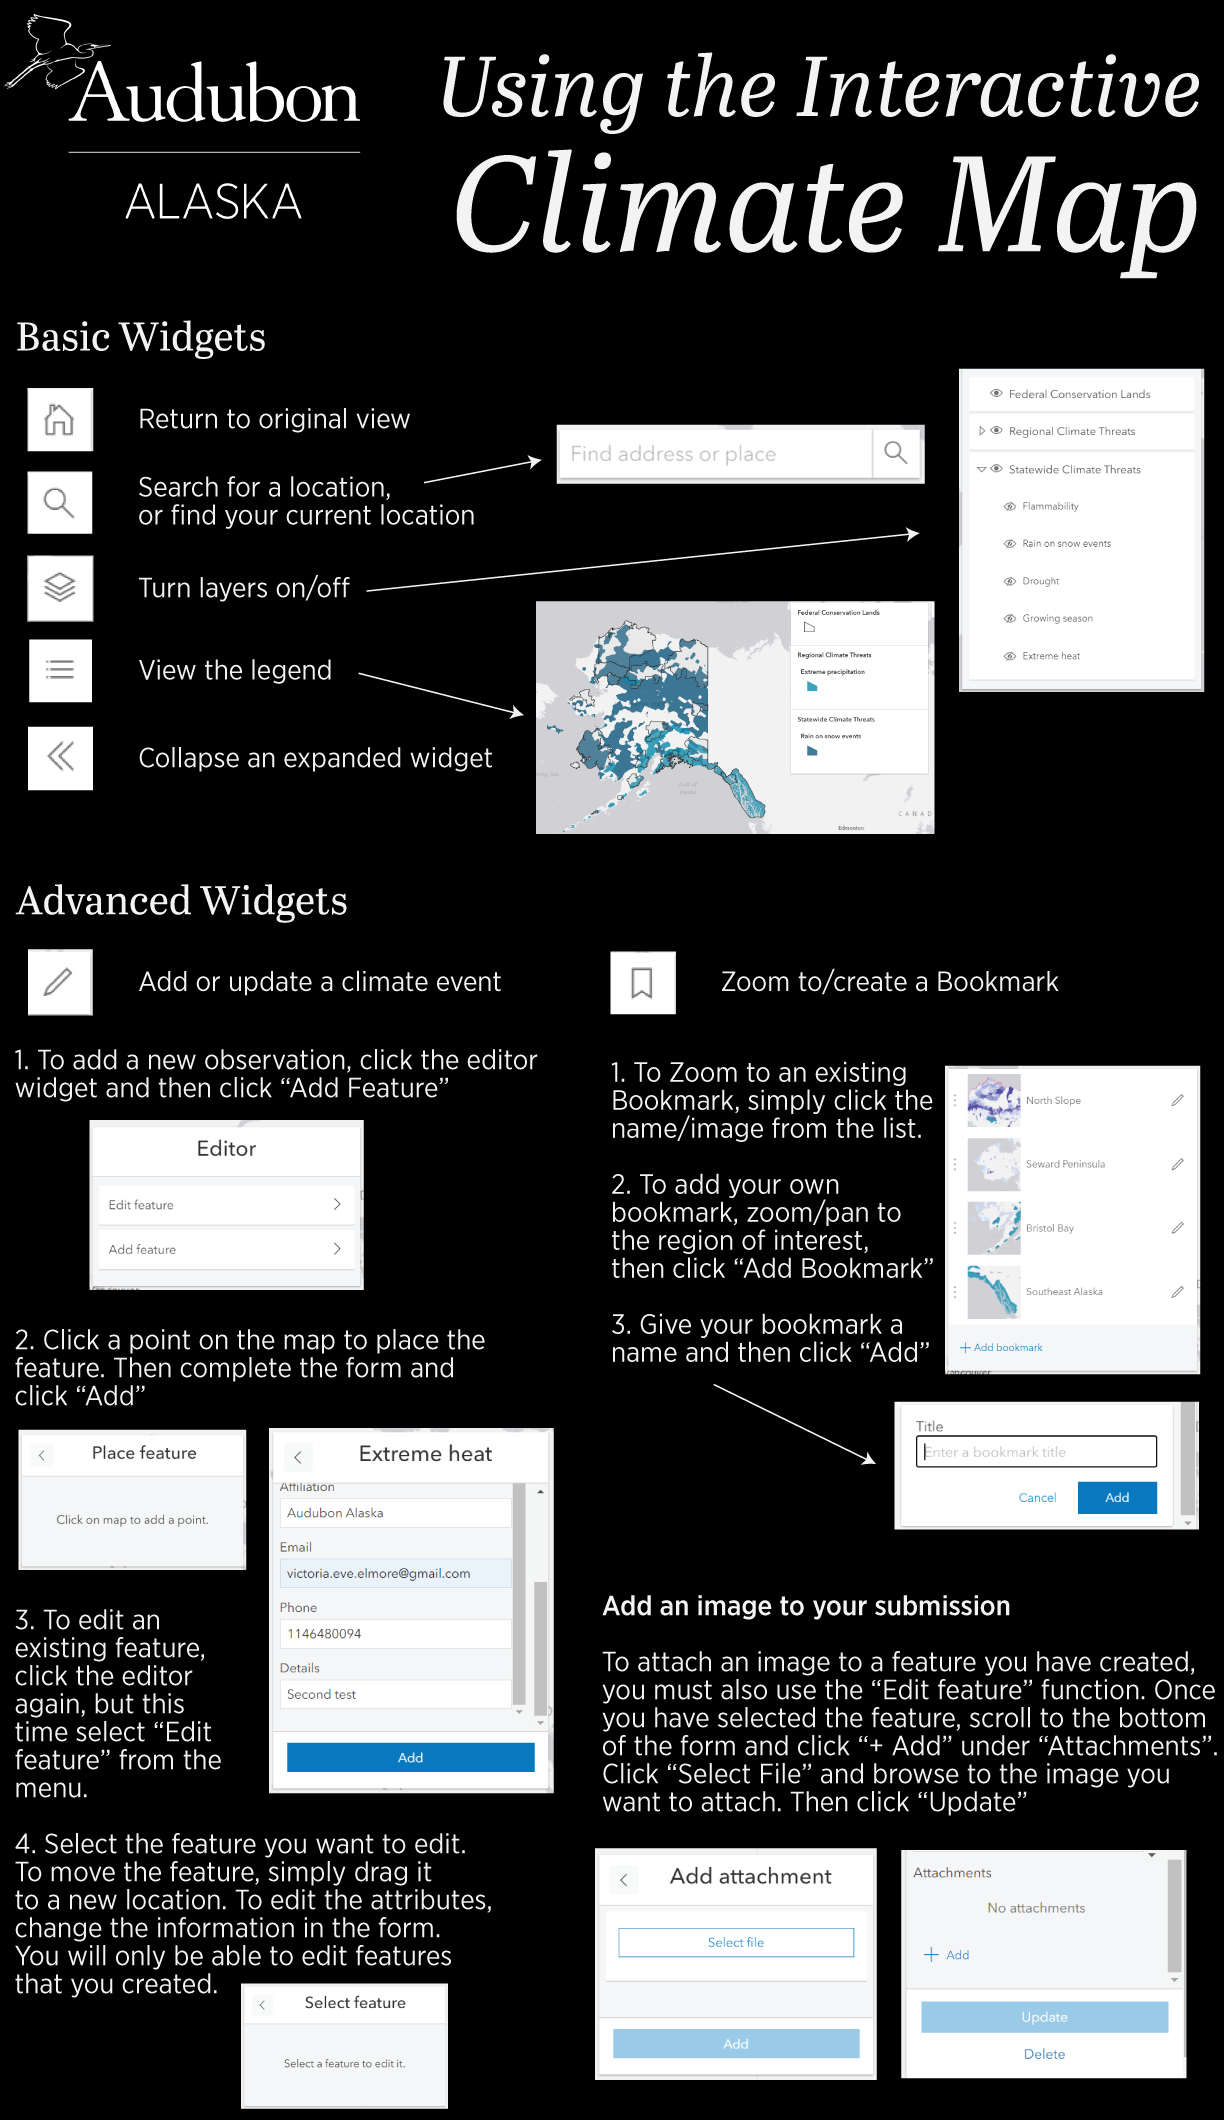 Audubon
ALASKA
Using the Interactive
Climate Map
Basic Widgets
Return to original view
Search for a location,
or find your current location
Turn layers on/off
View the legend
Collapse an expanded widget
Find address or place
Federal Conservation Lands
Regional Climate Threats
Statewide Climate Threats
Flammability
Rain on snow events
Drought
Growing season
Extreme heat
Federal Conservation Lands
Regional Climate Threats
Extreme precipitation
Statewide Climate Threats
Rain on snow events
Gulf of
Alaska
CANAD
Edmonton
Advanced Widgets
Add or update a climate event
1. To add a new observation, click the editor
widget and then click “Add Feature”
Editor
Edit feature
Add feature
2. Click a point on the map to place the
feature. Then complete the form and
click “Add”
Place feature
Click on map to add a point.
Extreme heat
Affiliation
Audubon Alaska
Email
victoria.eve.elmore@gmail.com
Phone
1146480094
Details
Second test
Add
3. To edit an
existing feature,
click the editor
again, but this
time select “Edit
feature” from the
menu.
4. Select the feature you want to edit.
To move the feature, simply drag it
to a new location. To edit the attributes,
change the information in the form.
You will only be able to edit features
that you created.
Select feature
Select a feature to edit it.
Zoom to/create a Bookmark
1. To Zoom to an existing
Bookmark, simply click the
name/image from the list.
2. To add your own
bookmark, zoom/pan to
the region of interest,
then click “Add Bookmark”
3. Give your bookmark a
name and then click “Add”
North Slope
Seward Peninsula
Bristol Bay
Southeast Alaska
+ Add bookmark
Title
Enter a bookmark title
Cancel
Add
Add an image to your submission
To attach an image to a feature you have created,
you must also use the “Edit feature” function. Once
you have selected the feature, scroll to the bottom
of the form and click “+ Add” under “Attachments”.
Click “Select File” and browse to the image you
want to attach. Then click “Update”
Add attachment
Select file
Add
Attachments
No attachments
+ Add
Update
Delete